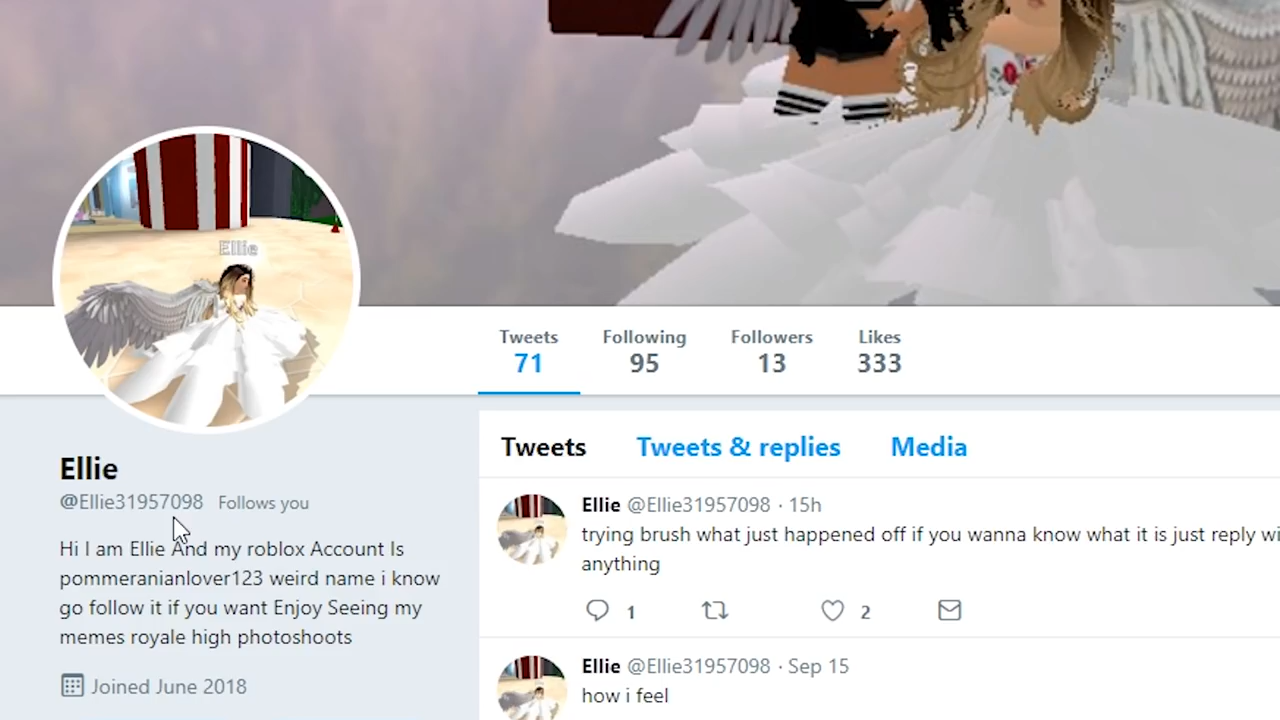 Ellie
Tweets Following Followers Likes
71 95 13 333
Tweets Tweets & replies Media
Ellie
@Ellie31957098 Follows you
Hi I am Ellie And my roblox Account Is
pommeranianlover123 weird name i know
go follow it if you want Enjoy Seeing my
memes royale high photoshoots
Joined June 2018
Ellie @Ellie31957098 · 15h
trying brush what just happened off if you wanna know what it is just reply wi
anything
1 2
Ellie @Ellie31957098 · Sep 15
how i feel